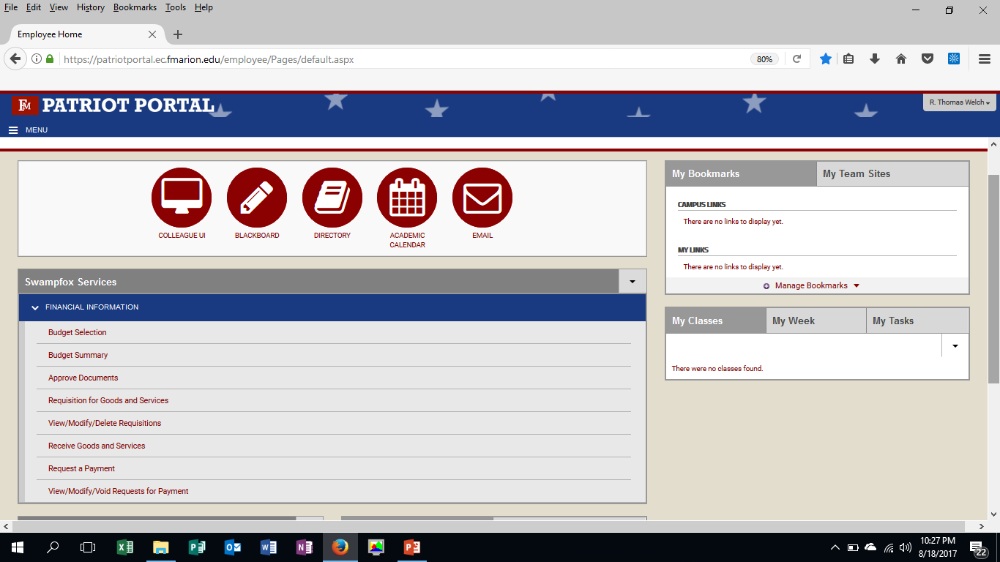 File Edit View History Bookmarks Tools Help
Employee Home
https://patriotportal.ec.fmarion.edu/employee/Pages/default.aspx
80%
FM PATRIOT PORTAL
R. Thomas Welch
MENU
COLLEAGUE UI
BLACKBOARD
DIRECTORY
ACADEMIC
CALENDAR
EMAIL
Swampfox Services
FINANCIAL INFORMATION
Budget Selection
Budget Summary
Approve Documents
Requisition for Goods and Services
View/Modify/Delete Requisitions
Receive Goods and Services
Request a Payment
View/Modify/Void Requests for Payment
My Bookmarks
My Team Sites
CAMPUS LINKS
There are no links to display yet.
MY LINKS
There are no links to display yet.
Manage Bookmarks
My Classes
My Week
My Tasks
There were no classes found.
10:27 PM
8/18/2017
22